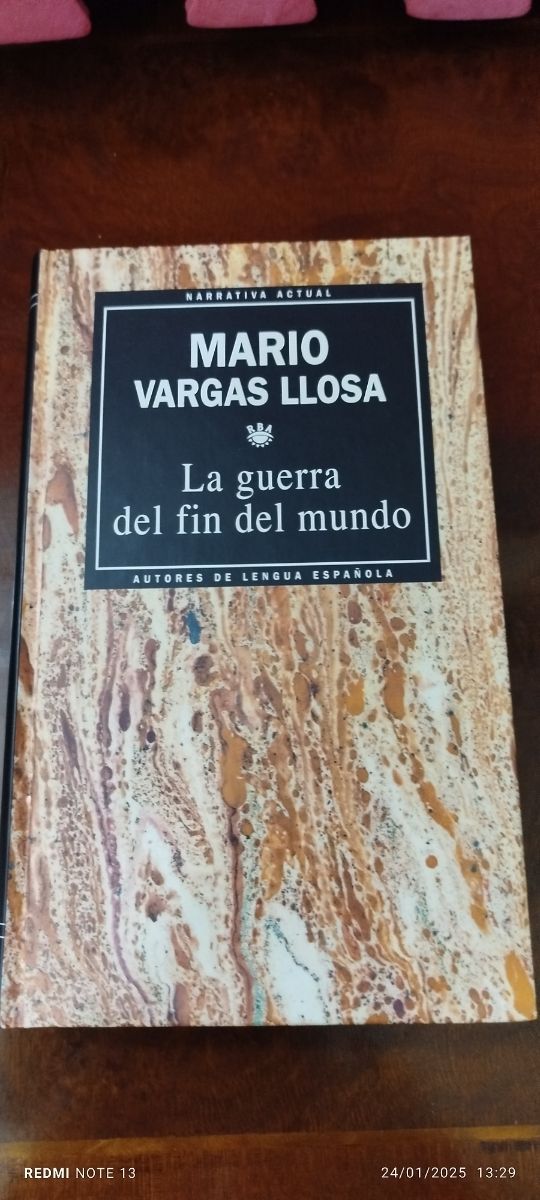 NARRATIVA ACTUAL
MARIO
VARGAS LLOSA
RBA
La guerra
del fin del mundo
AUTORES DE LENGUA ESPAÑOLA
REDMI NOTE 13
24/01/2025 13:29